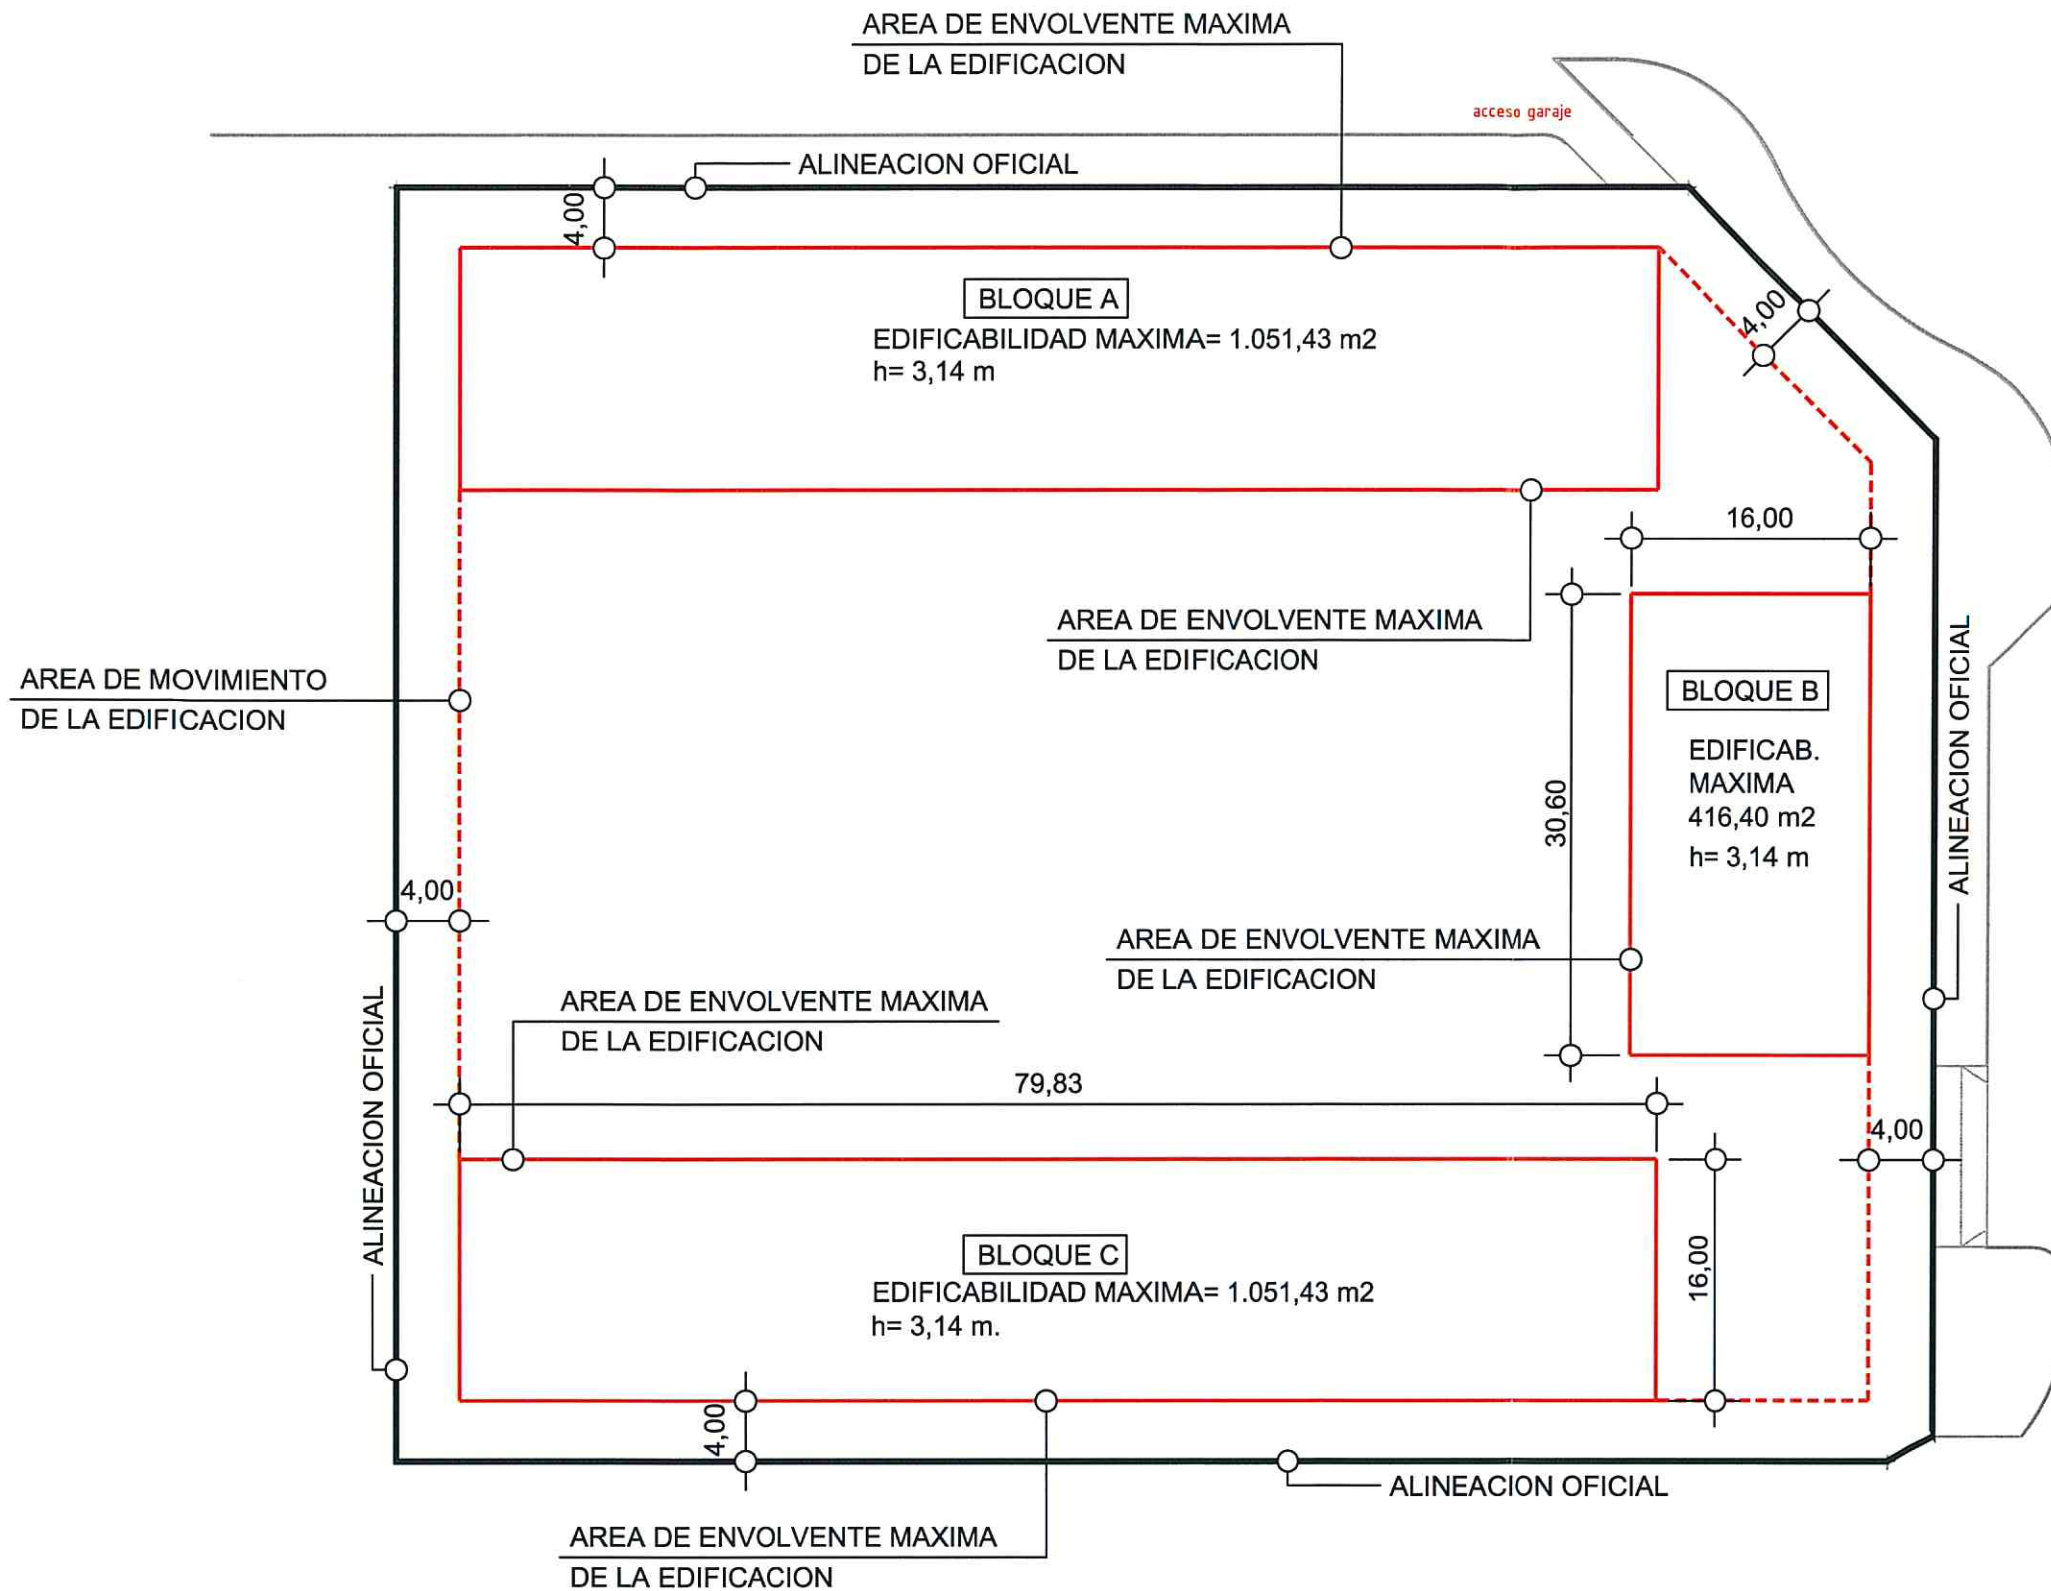 AREA DE ENVOLVENTE MAXIMA
DE LA EDIFICACION
acceso garaje
ALINEACION OFICIAL
4,00
BLOQUE A
EDIFICABILIDAD MAXIMA= 1.051,43 m2
h= 3,14 m
4,00
16,00
AREA DE ENVOLVENTE MAXIMA
DE LA EDIFICACION
AREA DE MOVIMIENTO
DE LA EDIFICACION
BLOQUE B
EDIFICAB.
MAXIMA
416,40 m2
h= 3,14 m
30,60
ALINEACION OFICIAL
4,00
AREA DE ENVOLVENTE MAXIMA
DE LA EDIFICACION
AREA DE ENVOLVENTE MAXIMA
DE LA EDIFICACION
ALINEACION OFICIAL
79,83
4,00
BLOQUE C
EDIFICABILIDAD MAXIMA= 1.051,43 m2
h= 3,14 m.
16,00
4,00
ALINEACION OFICIAL
AREA DE ENVOLVENTE MAXIMA
DE LA EDIFICACION